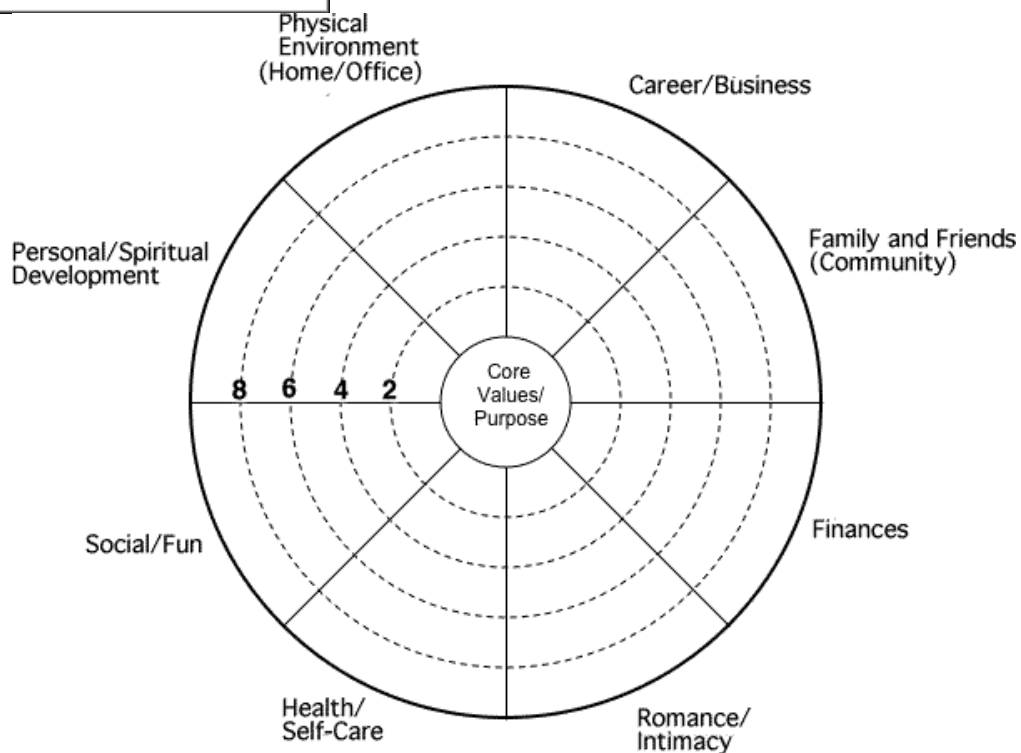 Physical
Environment
(Home/Office)
Career/Business
Personal/Spiritual
Development
Family and Friends
(Community)
8 6 4 2
Core
Values/
Purpose
Social/Fun
Finances
Health/
Self-Care
Romance/
Intimacy